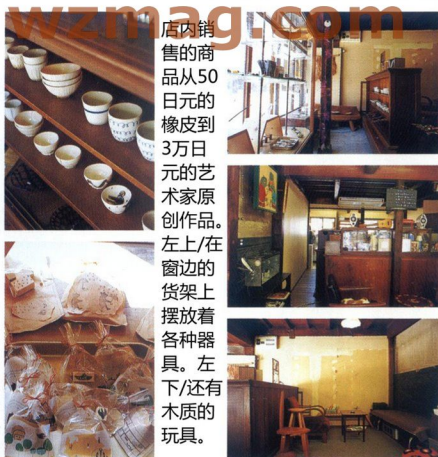 wzmag.com
店内销
售的商
品从50
日元的
橡皮到
3万日
元的艺
术家原
创作品。
左上/在
窗边的
货架上
摆放着
各种器
具。左
下/还有
木质的
玩具。